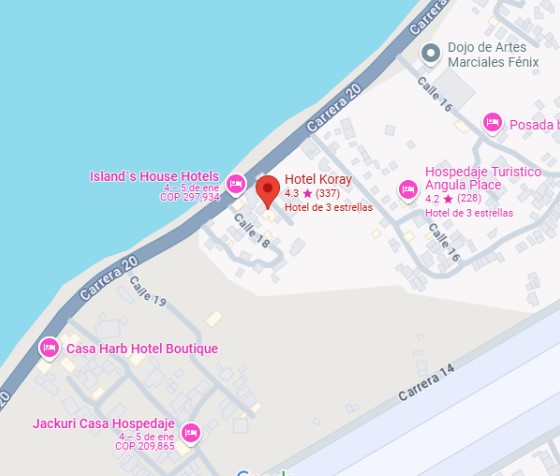 Carrera
Dojo de Artes
Marciales Fénix
Calle 16
Carrera 20
Posada b
Island´s House Hotels
4 – 5 de ene
COP 297,934
Hotel Koray
4.3 ★ (337)
Hotel de 3 estrellas
Hospedaje Turistico
Angula Place
4.2 ★ (228)
Hotel de 3 estrellas
Calle 18
Calle 16
Carrera 20
Calle 19
Casa Harb Hotel Boutique
Carrera 14
20
Jackuri Casa Hospedaje
4 – 5 de ene
COP 209,865